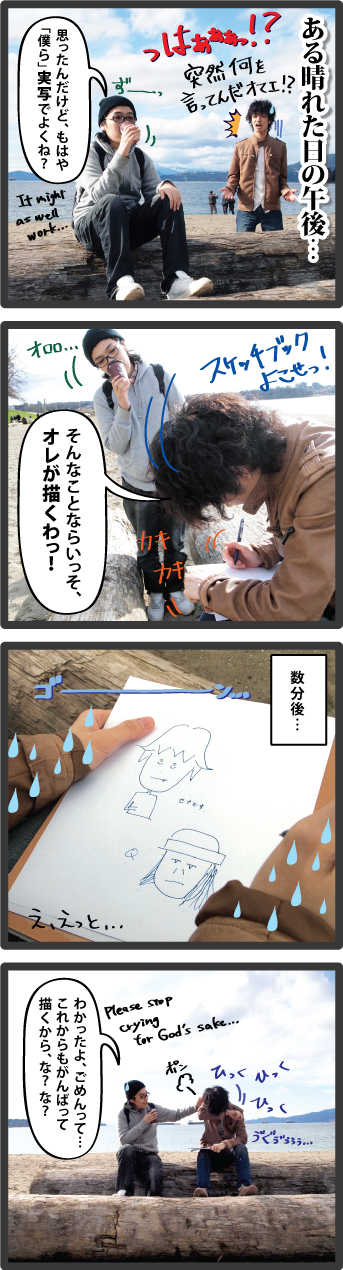 ある晴れた日の午後…
っはぁぁぁっ!?
突然何を
言ってんだオマエ!?
ずーっ
思ったんだけど、もはや
「僕ら」実写でよくね？
It might
as well
work...
スケッチブック
よこせっ!
オロロ…
そんなことならいっそ、
オレが描くわっ！
カキ
カキ
数分後…
ゴーーーン…
Q
え、えっと…
わかったよ、ごめんって…
これからもがんばって
描くから、な？な？
Please stop
crying
for God's sake...
ポン
ひっく
ひっく
ひっく
うぐぅぅぅぅ…